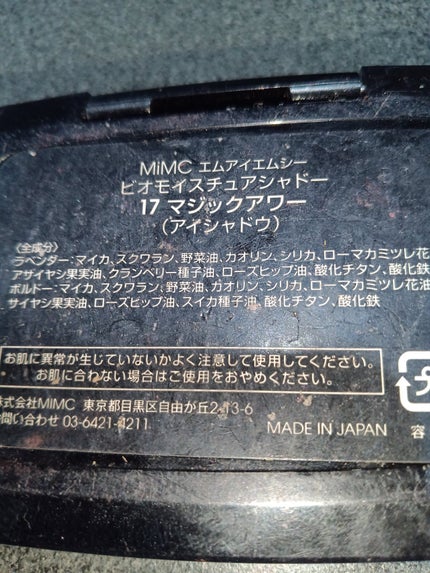 MiMC エムアイエムシー
ビオモイスチュアシャドー
17 マジックアワー
(アイシャドウ)
〈全成分〉
ラベンダー:マイカ、スクワラン、野菜油、カオリン、シリカ、ローマカミツレ花
アサイヤシ果実油、クランベリー種子油、ローズヒップ油、酸化チタン、酸化鉄
ボルドー:マイカ、スクワラン、野菜油、カオリン、シリカ、ローマカミツレ花油
サイヤシ果実油、ローズヒップ油、スイカ種子油、酸化チタン、酸化鉄
お肌に異常が生じていないかよく注意して使用してください。
お肌に合わない場合はご使用をおやめください。
式会社MIMC 東京都目黒区自由が丘2-13-6
問い合わせ 03-6421-4211
MADE IN JAPAN
容